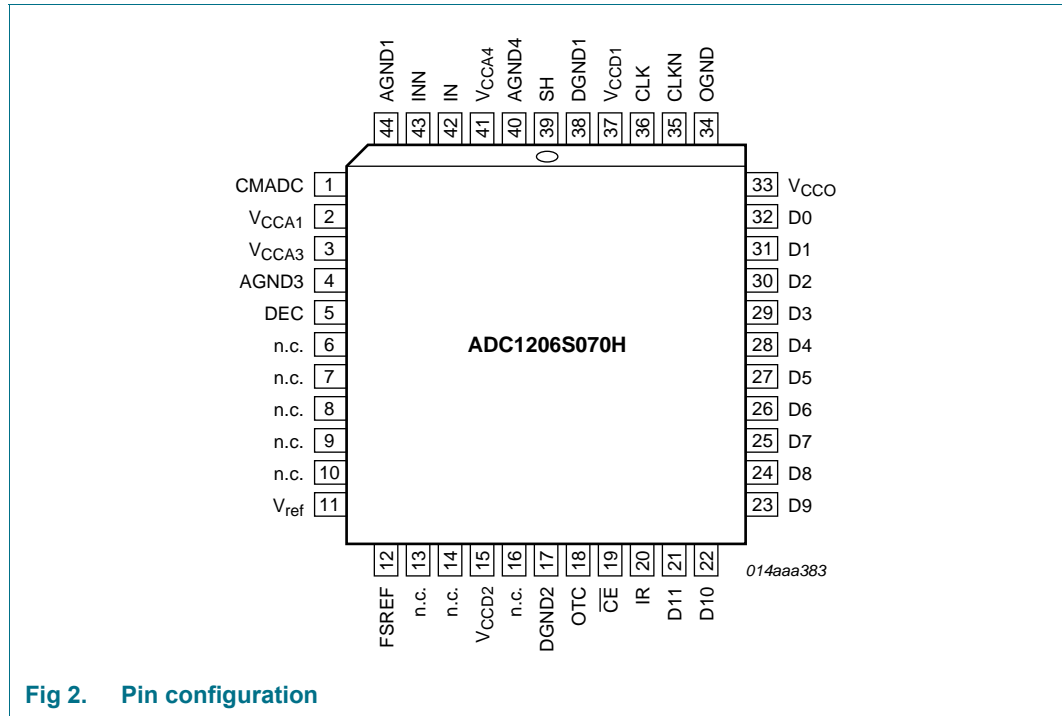 AGND1
INN
IN
VCCA4
AGND4
SH
DGND1
VCCD1
CLK
CLKN
OGND
44
43
42
41
40
39
38
37
36
35
34
CMADC 1
VCCA1 2
VCCA3 3
AGND3 4
DEC 5
n.c. 6
n.c. 7
n.c. 8
n.c. 9
n.c. 10
Vref 11
ADC1206S070H
33 VCCO
32 D0
31 D1
30 D2
29 D3
28 D4
27 D5
26 D6
25 D7
24 D8
23 D9
12
13
14
15
16
17
18
19
20
21
22
FSREF
n.c.
n.c.
VCCD2
n.c.
DGND2
OTC
C̅E̅
IR
D11
D10
014aaa383
Fig 2. Pin configuration